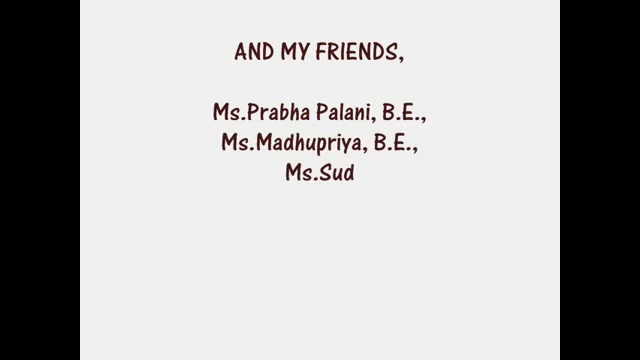 AND MY FRIENDS,
Ms.Prabha Palani, B.E.,
Ms.Madhupriya, B.E.,
Ms.Sud